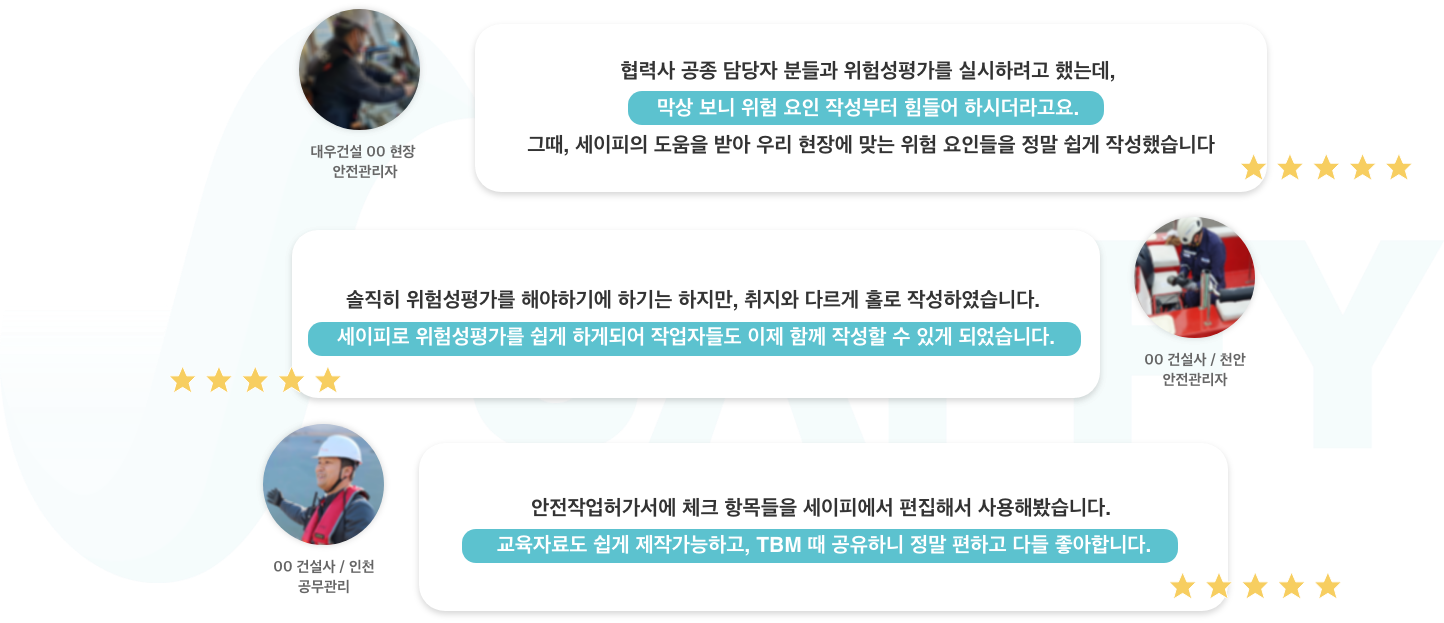 협력사 공종 담당자 분들과 위험성평가를 실시하려고 했는데,
막상 보니 위험 요인 작성부터 힘들어 하시더라고요.
그때, 세이피의 도움을 받아 우리 현장에 맞는 위험 요인들을 정말 쉽게 작성했습니다
대우건설 OO 현장
안전관리자
솔직히 위험성평가를 해야하기에 하기는 하지만, 취지와 다르게 홀로 작성하였습니다.
세이피로 위험성평가를 쉽게 하게되어 작업자들도 이제 함께 작성할 수 있게 되었습니다.
OO 건설사 / 천안
안전관리자
안전작업허가서에 체크 항목들을 세이피에서 편집해서 사용해봤습니다.
교육자료도 쉽게 제작가능하고, TBM 때 공유하니 정말 편하고 다들 좋아합니다.
OO 건설사 / 인천
공무관리